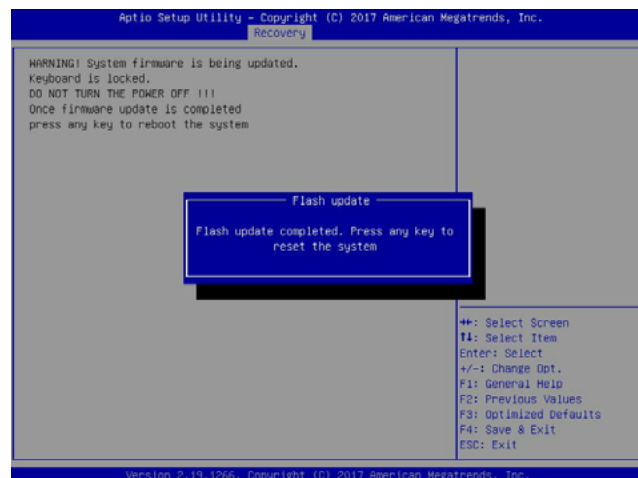 Aptio Setup Utility - Copyright (C) 2017 American Megatrends, Inc.
Recovery
WARNING! System firmware is being updated.
Keyboard is locked.
DO NOT TURN THE POWER OFF !!!
Once firmware update is completed
press any key to reboot the system
Flash update
Flash update completed. Press any key to
reset the system
→←: Select Screen
↑↓: Select Item
Enter: Select
+/-: Change Opt.
F1: General Help
F2: Previous Values
F3: Optimized Defaults
F4: Save & Exit
ESC: Exit
Version 2.19.1266. Copyright (C) 2017 American Megatrends, Inc.